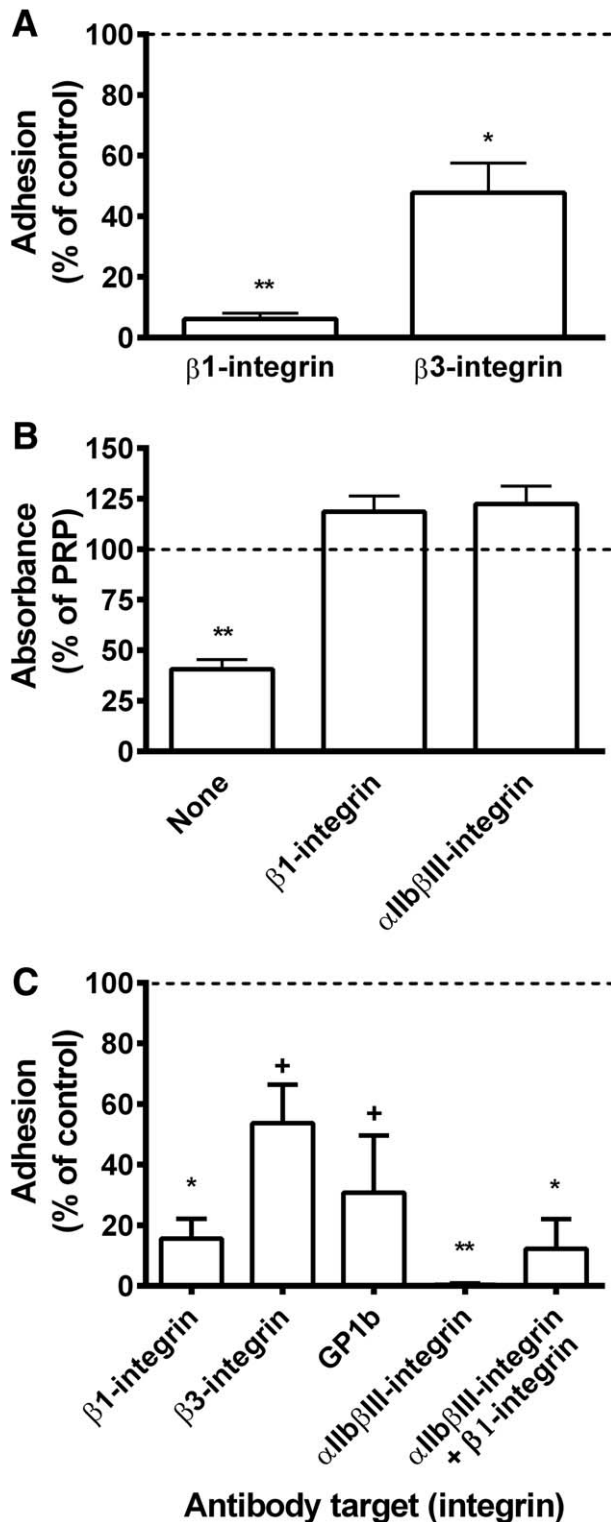 A
Adhesion
(% of control)
100
80
60
40
20
0
**
*
β1-integrin
β3-integrin
B
Absorbance
(% of PRP)
150
125
100
75
50
25
0
**
None
β1-integrin
αIIbβIII-integrin
C
Adhesion
(% of control)
100
80
60
40
20
0
*
+
+
**
*
β1-integrin
β3-integrin
GP1b
αIIbβIII-integrin
αIIbβIII-integrin
+ β1-integrin
Antibody target (integrin)